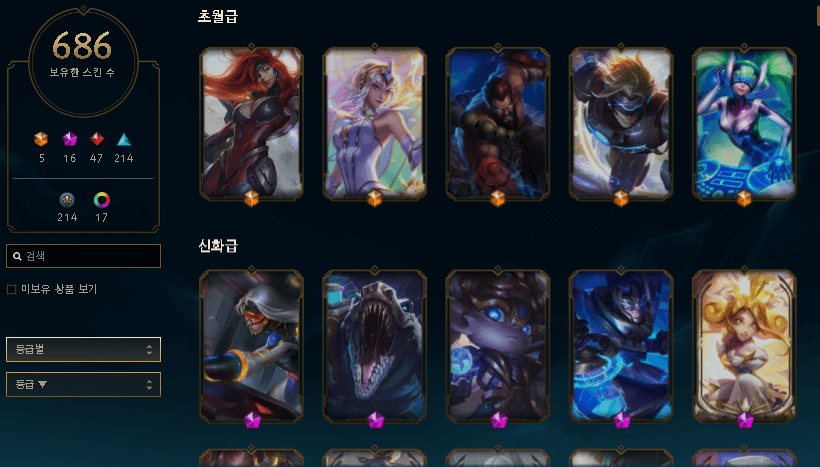 초월급
686
보유한 스킨 수
5 16 47 214
214 17
검색
미보유 상품 보기
등급별
등급 ▼
신화급